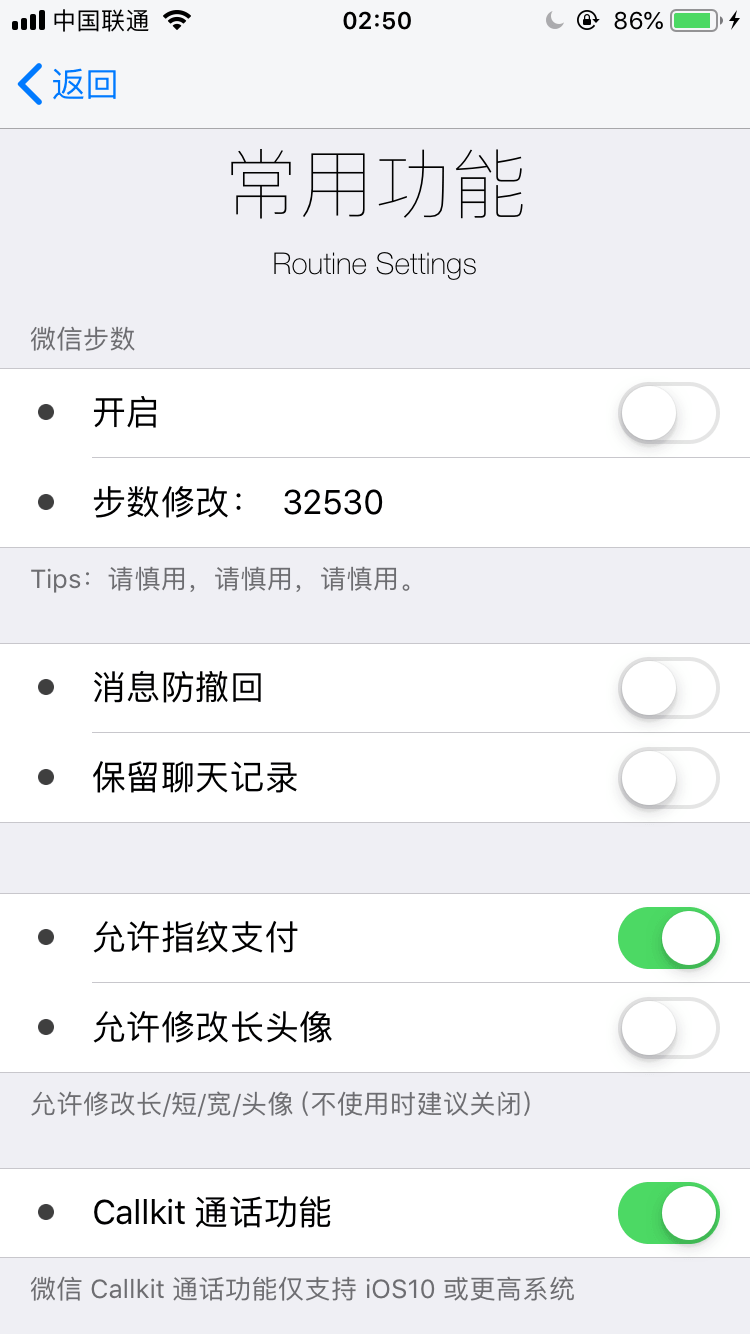 中国联通 02:50 86%
返回
常用功能
Routine Settings
微信步数
开启
步数修改： 32530
Tips：请慎用，请慎用，请慎用。
消息防撤回
保留聊天记录
允许指纹支付
允许修改长头像
允许修改长/短/宽/头像 (不使用时建议关闭)
Callkit 通话功能
微信 Callkit 通话功能仅支持 iOS10 或更高系统